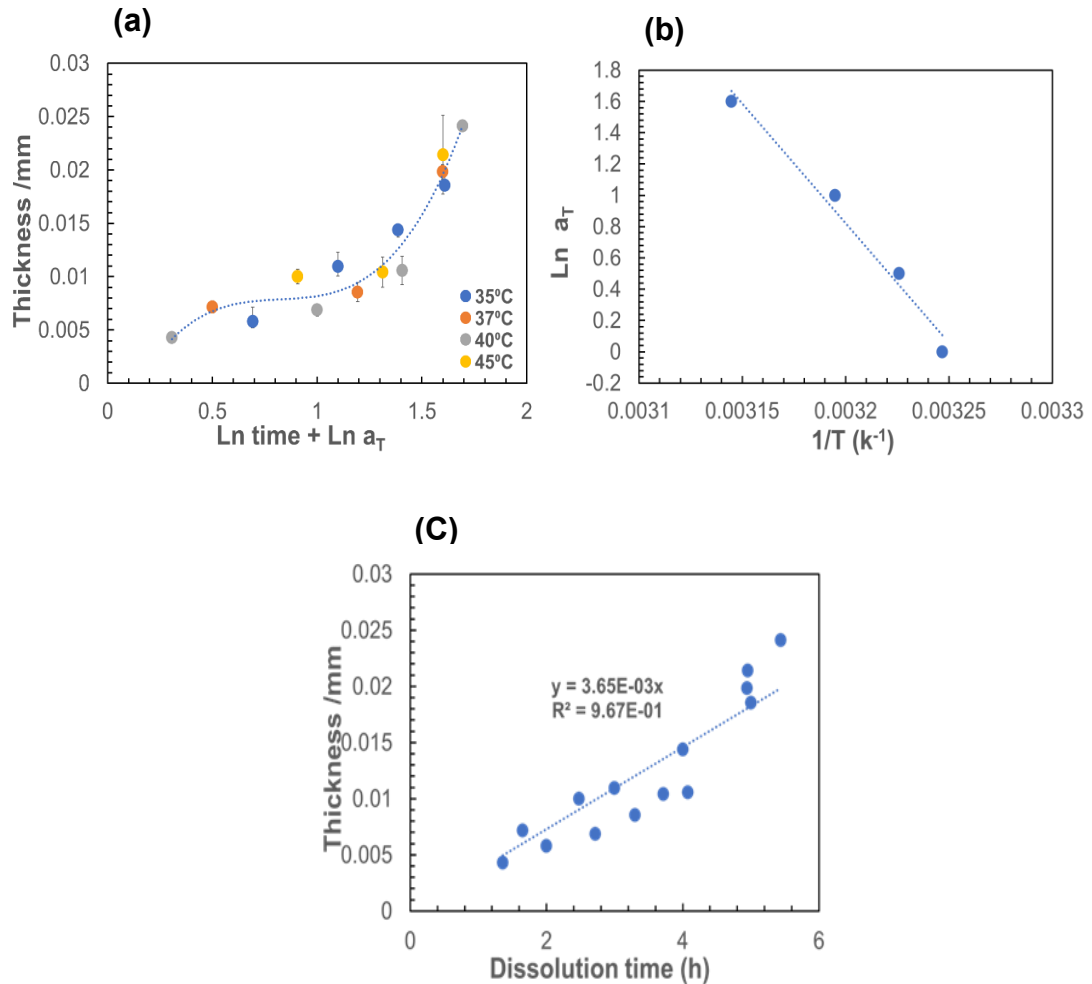 (a)
0.03
0.025
0.02
0.015
0.01
0.005
0
Thickness /mm
35ºC
37ºC
40ºC
45ºC
0 0.5 1 1.5 2
Ln time + Ln aT
(b)
1.8
1.6
1.4
1.2
1
0.8
0.6
0.4
0.2
0
-0.2
Ln aT
0.0031 0.00315 0.0032 0.00325 0.0033
1/T (k-1)
(C)
0.03
0.025
0.02
0.015
0.01
0.005
0
Thickness /mm
y = 3.65E-03x
R² = 9.67E-01
0 2 4 6
Dissolution time (h)